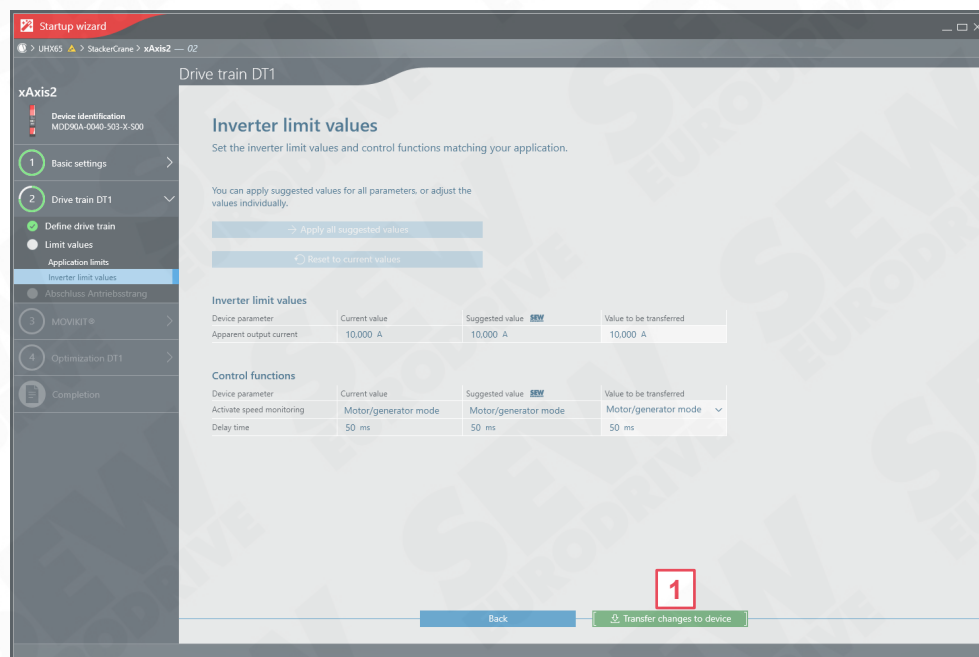 Startup wizard
> UHX65 > StackerCrane > xAxis2 — 02
Drive train DT1
xAxis2
Device identification
MDD90A-0040-503-X-S00
1 Basic settings
2 Drive train DT1
Define drive train
Limit values
Application limits
Inverter limit values
Abschluss Antriebsstrang
3 MOVIKIT®
4 Optimization DT1
Completion
Inverter limit values
Set the inverter limit values and control functions matching your application.
You can apply suggested values for all parameters, or adjust the
values individually.
Apply all suggested values
Reset to current values
Inverter limit values
Device parameter Current value Suggested value SEW Value to be transferred
Apparent output current 10,000 A 10,000 A 10,000 A
Control functions
Device parameter Current value Suggested value SEW Value to be transferred
Activate speed monitoring Motor/generator mode Motor/generator mode Motor/generator mode
Delay time 50 ms 50 ms 50 ms
1
Back Transfer changes to device
SEW
EURODRIVE